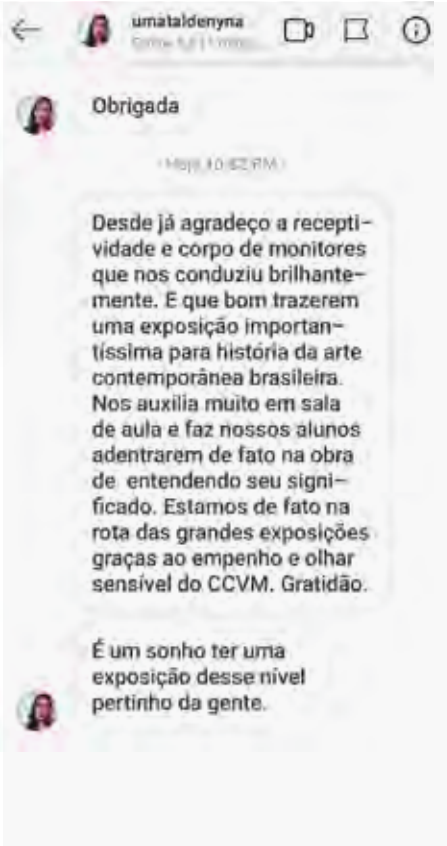 umataldenyna
Obrigada
Desde já agradeço a recepti-
vidade e corpo de monitores
que nos conduziu brilhante-
mente. E que bom trazerem
uma exposição importan-
tíssima para história da arte
contemporânea brasileira.
Nos auxilia muito em sala
de aula e faz nossos alunos
adentrarem de fato na obra
de entendendo seu signi-
ficado. Estamos de fato na
rota das grandes exposições
graças ao empenho e olhar
sensível do CCVM. Gratidão.
É um sonho ter uma
exposição desse nível
pertinho da gente.